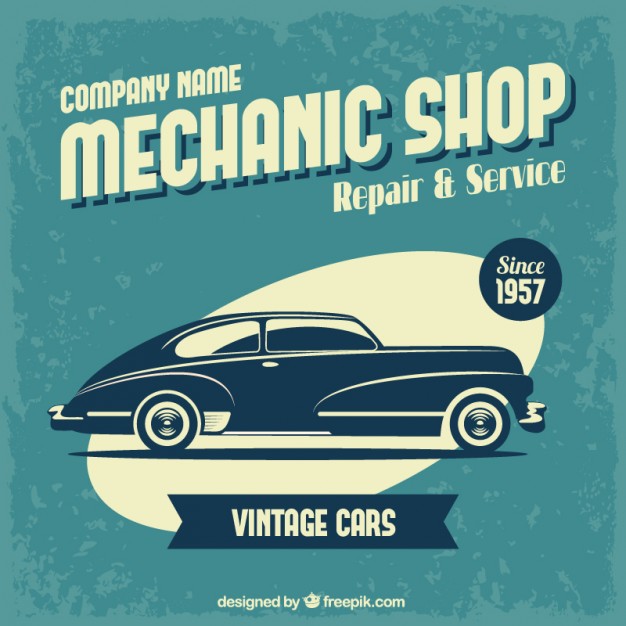 COMPANY NAME
MECHANIC SHOP
Repair & Service
Since
1957
VINTAGE CARS
designed by freepik.com